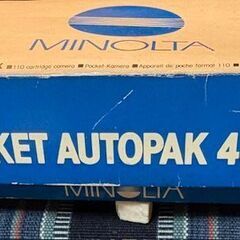 MINOLTA
110 cartridge camera ■ Pocket-Kamera ■ Appareil de poche format 110 ■
KET AUTOPAK 4
MINOLTA